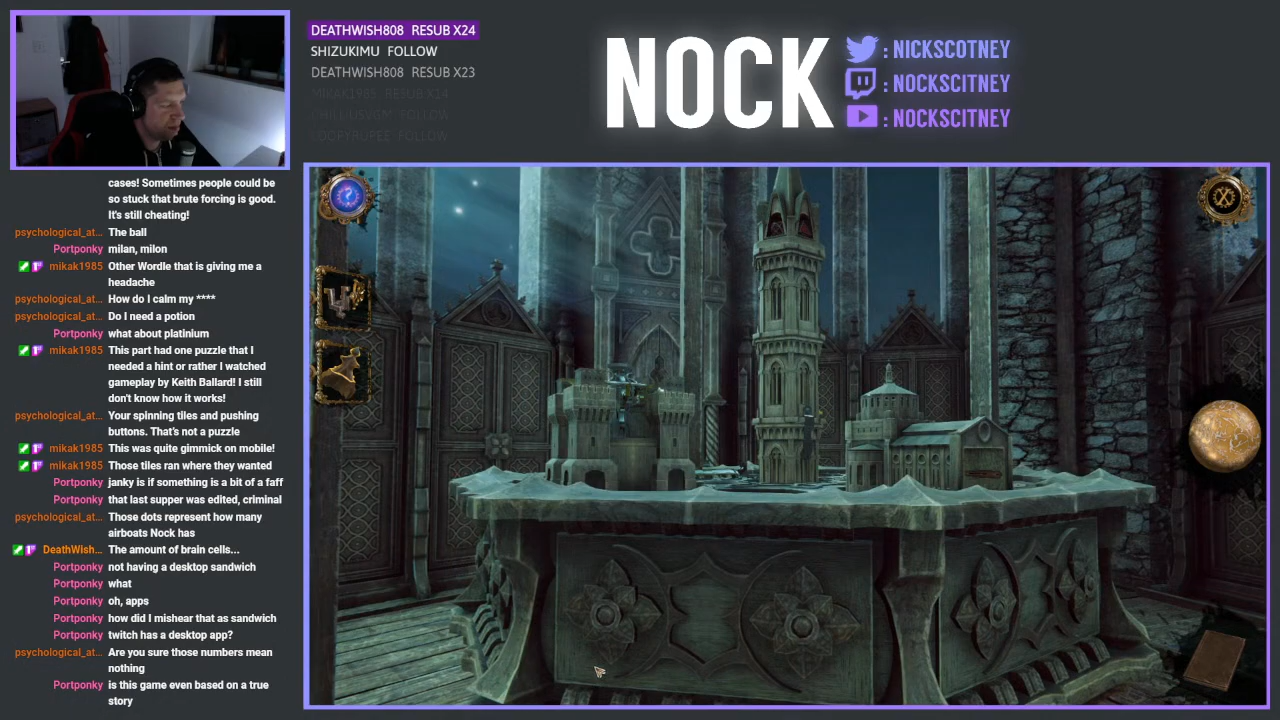 DEATHWISH808 RESUB X24
SHIZUKIMU FOLLOW
DEATHWISH808 RESUB X23
MIKAK1985 RESUB X14
NOCK
: NICKSCOTNEY
: NOCKSCITNEY
: NOCKSCITNEY
cases! Sometimes people could be
so stuck that brute forcing is good.
It's still cheating!
psychological_at... The ball
Portponky milan, milon
mikak1985 Other Wordle that is giving me a
headache
psychological_at... How do I calm my ****
psychological_at... Do I need a potion
Portponky what about platinium
mikak1985 This part had one puzzle that I
needed a hint or rather I watched
gameplay by Keith Ballard! I still
don't know how it works!
psychological_at... Your spinning tiles and pushing
buttons. That's not a puzzle
mikak1985 This was quite gimmick on mobile!
mikak1985 Those tiles ran where they wanted
Portponky janky is if something is a bit of a faff
Portponky that last supper was edited, criminal
psychological_at... Those dots represent how many
airboats Nock has
DeathWish... The amount of brain cells...
Portponky not having a desktop sandwich
Portponky what
Portponky oh, apps
Portponky how did I mishear that as sandwich
Portponky twitch has a desktop app?
psychological_at... Are you sure those numbers mean
nothing
Portponky is this game even based on a true
story